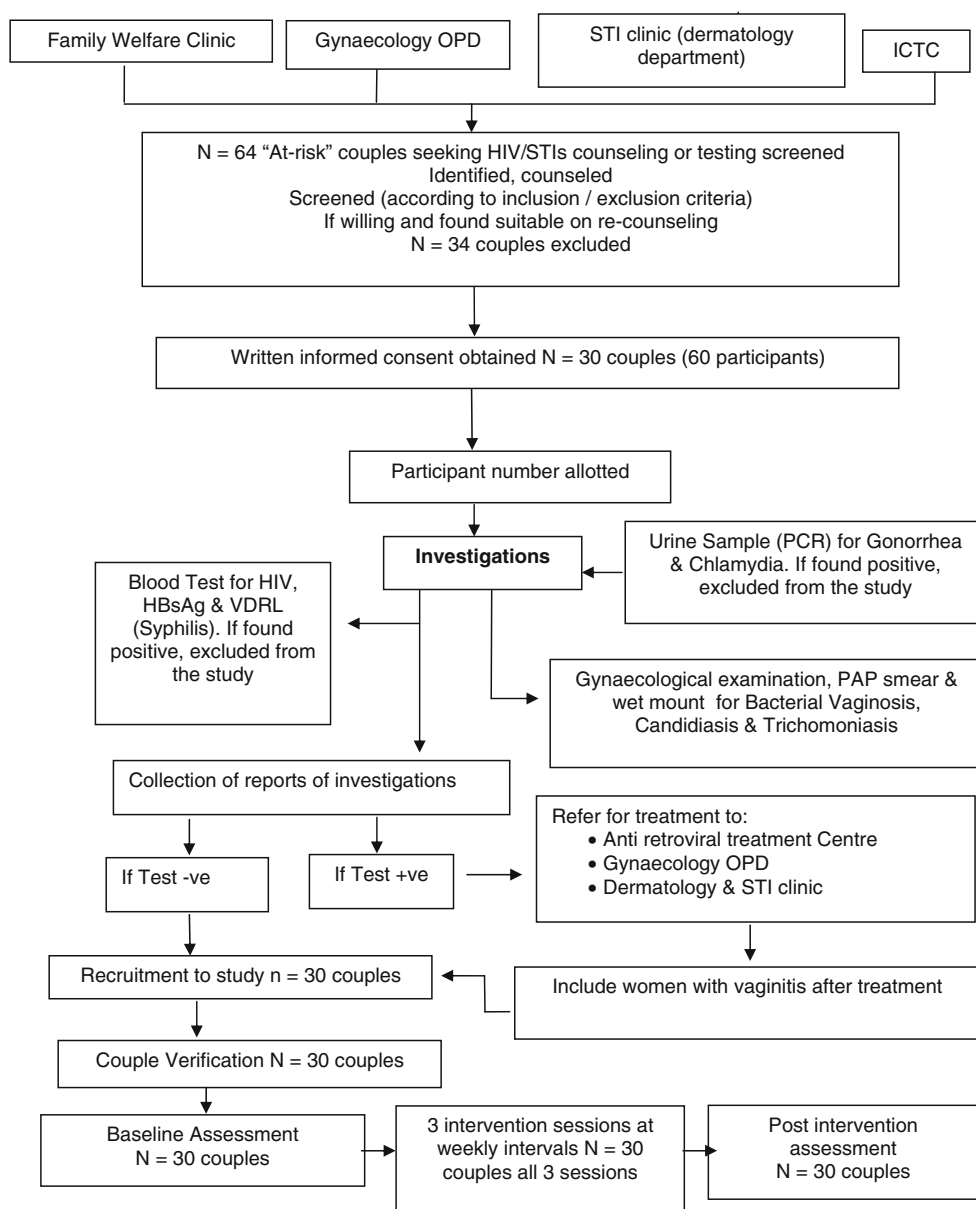 Family Welfare Clinic
Gynaecology OPD
STI clinic (dermatology
department)
ICTC
N = 64 “At-risk” couples seeking HIV/STIs counseling or testing screened
Identified, counseled
Screened (according to inclusion / exclusion criteria)
If willing and found suitable on re-counseling
N = 34 couples excluded
Written informed consent obtained N = 30 couples (60 participants)
Participant number allotted
Investigations
Urine Sample (PCR) for Gonorrhea
& Chlamydia. If found positive,
excluded from the study
Blood Test for HIV,
HBsAg & VDRL
(Syphilis). If found
positive, excluded from
the study
Gynaecological examination, PAP smear &
wet mount for Bacterial Vaginosis,
Candidiasis & Trichomoniasis
Collection of reports of investigations
Refer for treatment to:
• Anti retroviral treatment Centre
• Gynaecology OPD
• Dermatology & STI clinic
If Test -ve
If Test +ve
Recruitment to study n = 30 couples
Include women with vaginitis after treatment
Couple Verification N = 30 couples
Baseline Assessment
N = 30 couples
3 intervention sessions at
weekly intervals N = 30
couples all 3 sessions
Post intervention
assessment
N = 30 couples